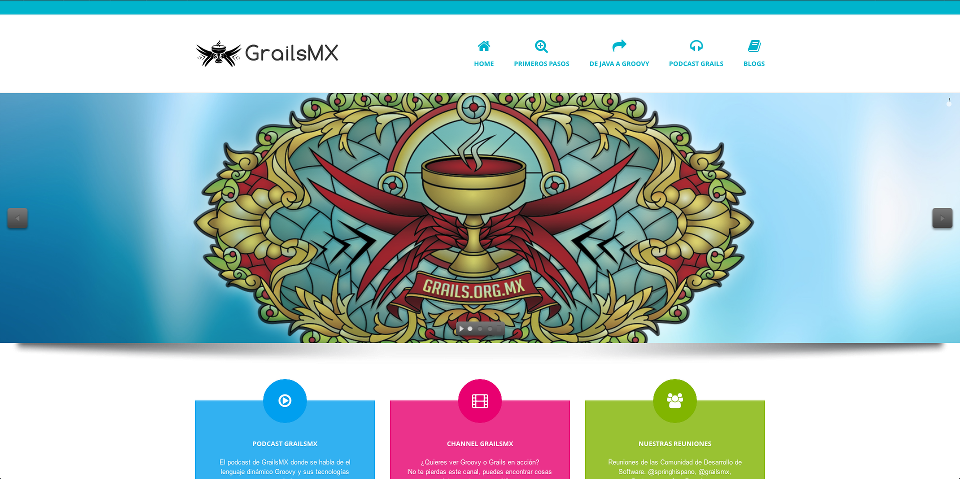 GrailsMX
HOME
PRIMEROS PASOS
DE JAVA A GROOVY
PODCAST GRAILS
BLOGS
GRAILS.ORG.MX
PODCAST GRAILSMX
El podcast de GrailsMX donde se habla de el
lenguaje dinámico Groovy y sus tecnologías
CHANNEL GRAILSMX
¿Quieres ver Groovy o Grails en acción?
No te pierdas este canal, puedes encontrar cosas
NUESTRAS REUNIONES
Reuniones de las Comunidad de Desarrollo de
Software. @springhispano, @grailsmx,